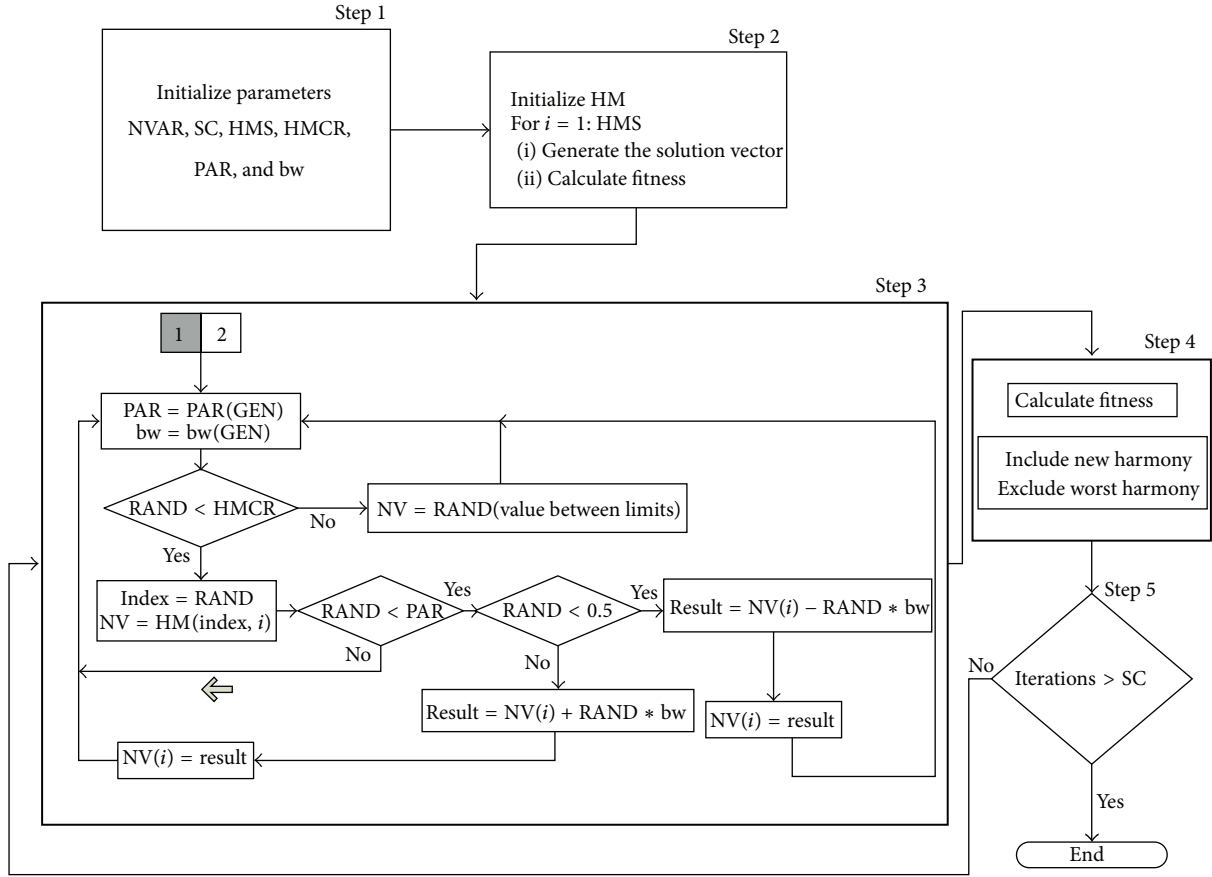 Step 1
Initialize parameters
NVAR, SC, HMS, HMCR,
PAR, and bw
Step 2
Initialize HM
For i = 1: HMS
(i) Generate the solution vector
(ii) Calculate fitness
Step 3
1 2
PAR = PAR(GEN)
bw = bw(GEN)
RAND < HMCR
No
NV = RAND(value between limits)
Yes
Index = RAND
NV = HM(index, i)
RAND < PAR
Yes
RAND < 0.5
Yes
Result = NV(i) − RAND ∗ bw
No
No
Result = NV(i) + RAND ∗ bw
NV(i) = result
NV(i) = result
Step 4
Calculate fitness
Include new harmony
Exclude worst harmony
Step 5
No
Iterations > SC
Yes
End